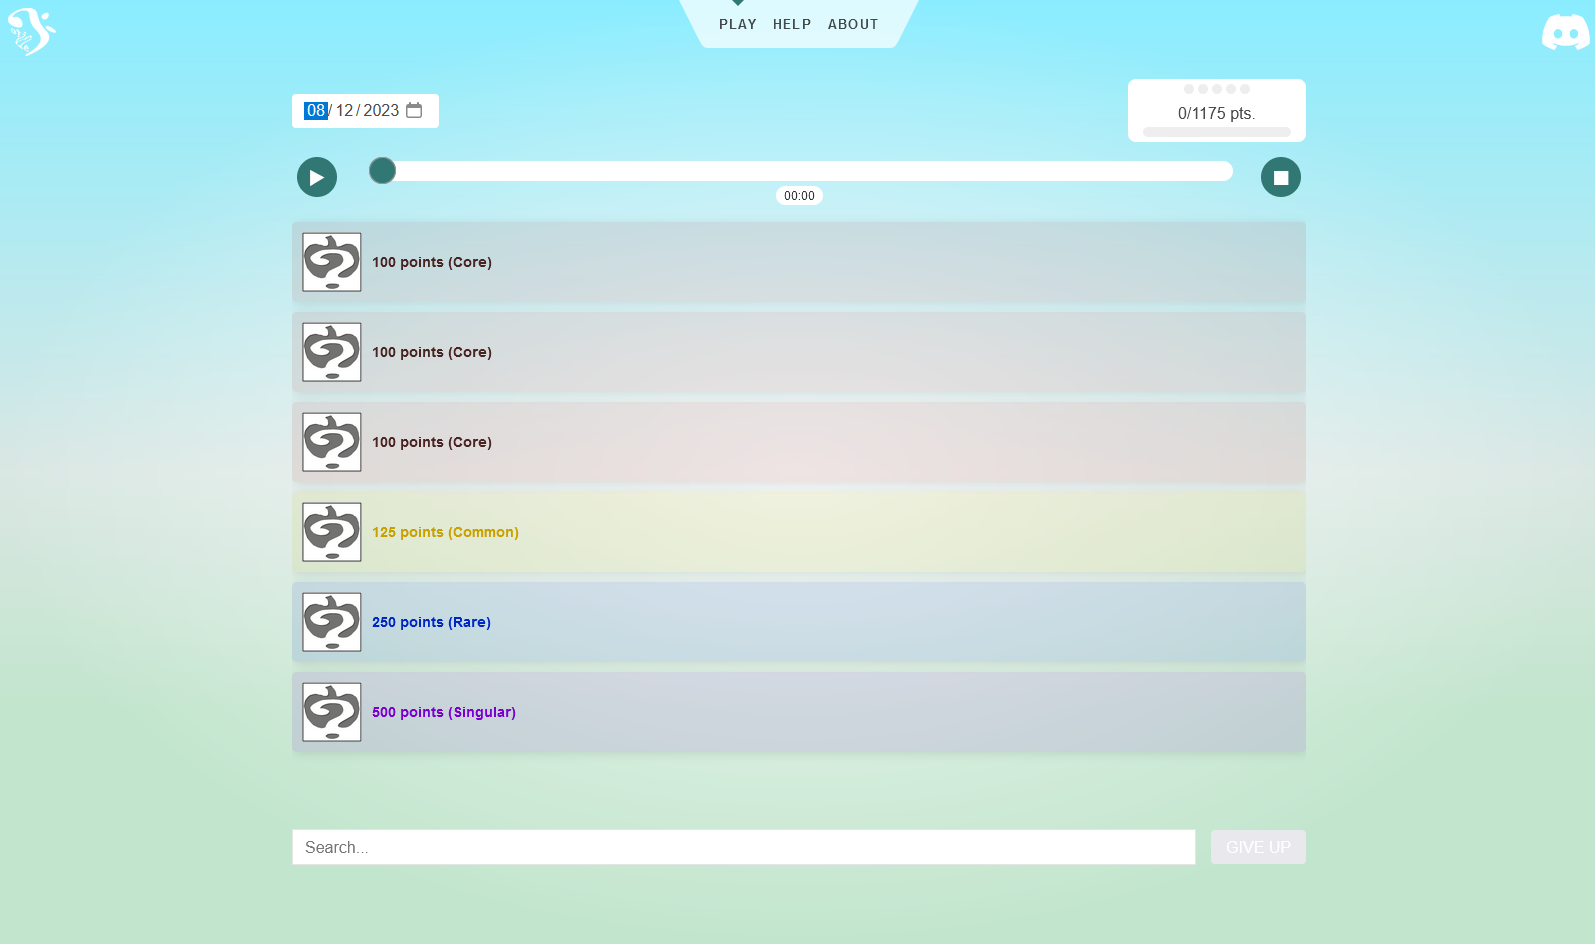 PLAY HELP ABOUT
08/12/2023
0/1175 pts.
00:00
100 points (Core)
100 points (Core)
100 points (Core)
125 points (Common)
250 points (Rare)
500 points (Singular)
Search...
GIVE UP